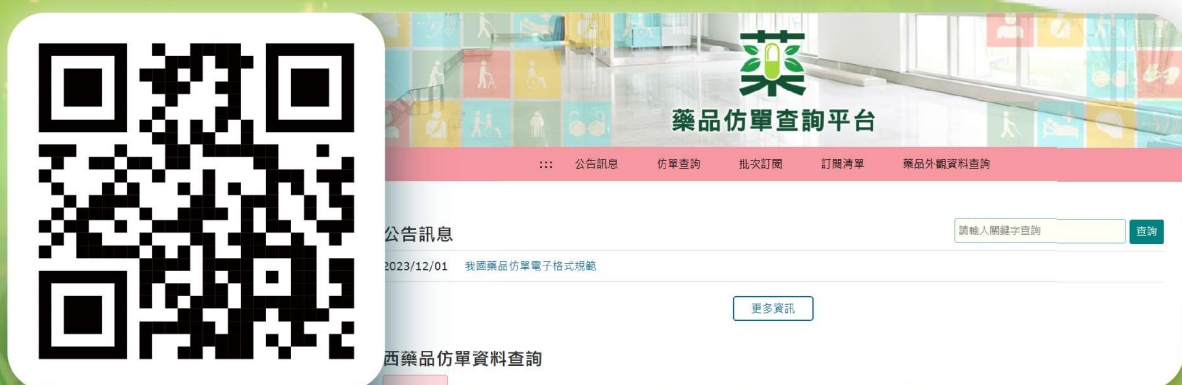 藥品仿單查詢平台
::: 公告訊息 仿單查詢 批次訂閱 訂閱清單 藥品外觀資料查詢
公告訊息
請輸入關鍵字查詢 查詢
2023/12/01 我國藥品仿單電子格式規範
更多資訊
西藥品仿單資料查詢